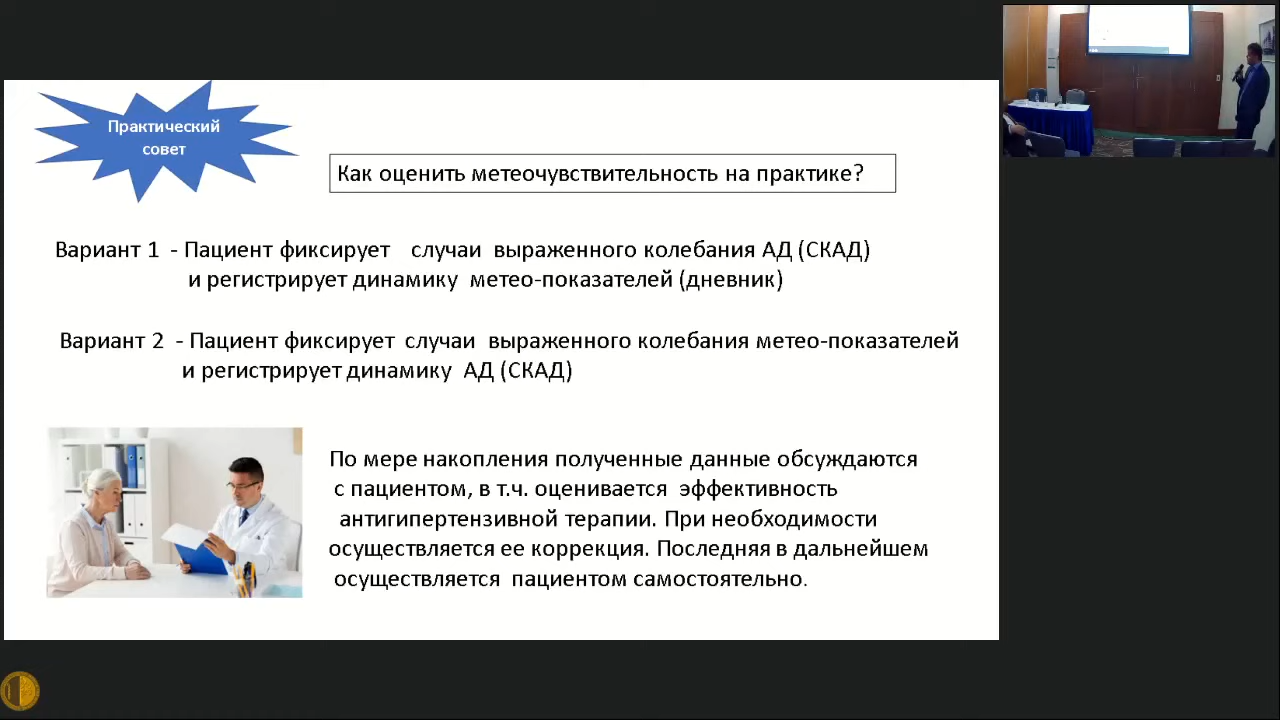 Практический
совет
Как оценить метеочувствительность на практике?
Вариант 1 - Пациент фиксирует случаи выраженного колебания АД (СКАД)
и регистрирует динамику метео-показателей (дневник)
Вариант 2 - Пациент фиксирует случаи выраженного колебания метео-показателей
и регистрирует динамику АД (СКАД)
По мере накопления полученные данные обсуждаются
с пациентом, в т.ч. оценивается эффективность
антигипертензивной терапии. При необходимости
осуществляется ее коррекция. Последняя в дальнейшем
осуществляется пациентом самостоятельно.